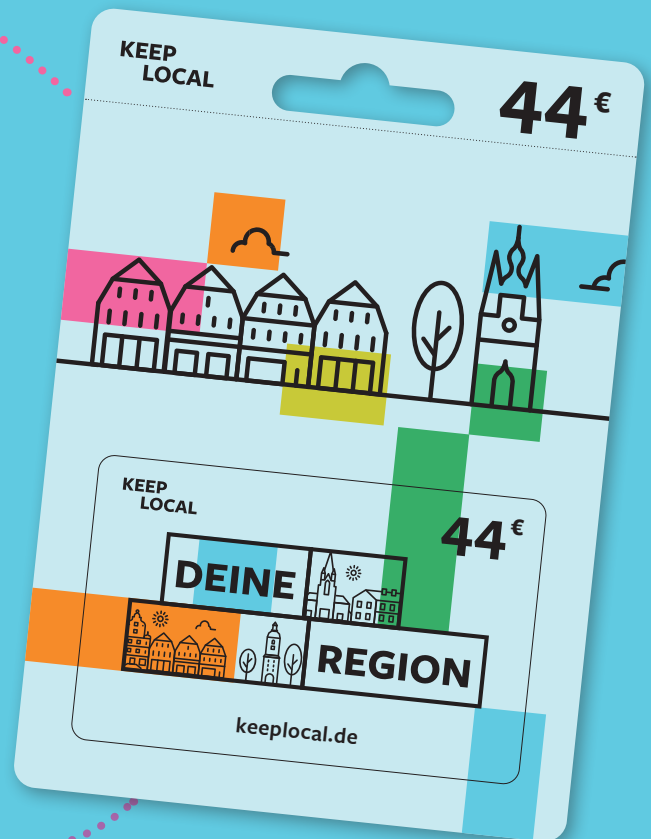 KEEP
LOCAL
44€
KEEP
LOCAL
44€
DEINE
REGION
keeplocal.de